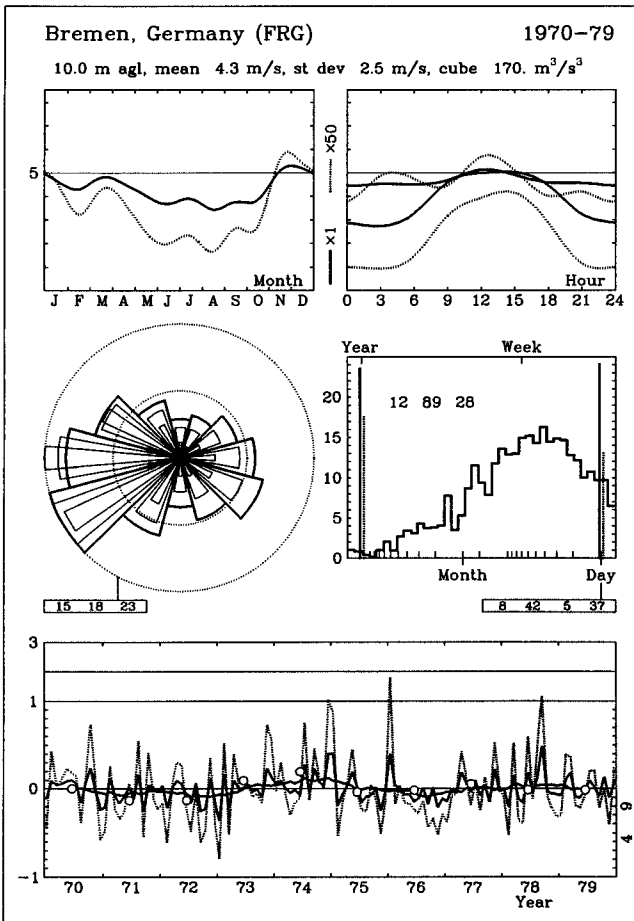 Bremen, Germany (FRG) 1970-79
10.0 m agl, mean 4.3 m/s, st dev 2.5 m/s, cube 170. m³/s³
5
×1 ×50
Month
J F M A M J J A S O N D
Hour
0 3 6 9 12 15 18 21 24
15 18 23
Year Week
20
15
10
5
0
12 89 28
Month Day
8 42 5 37
3
1
0
-1
70 71 72 73 74 75 76 77 78 79
Year
4 9